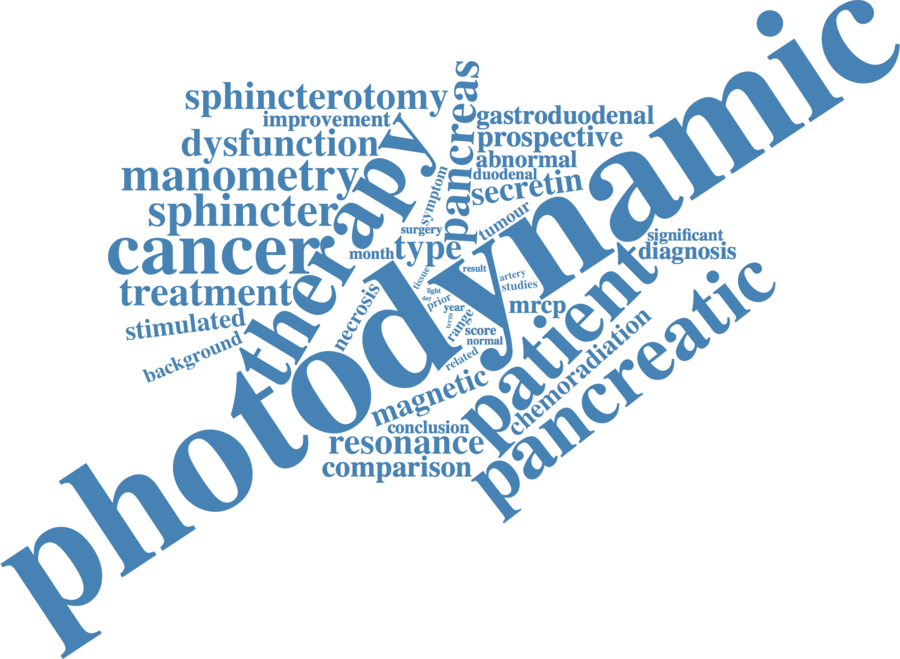 photodynamic
sphincterotomy
improvement
dysfunction
manometry
sphincter
cancer
treatment
stimulated
background
therapy
necrosis
pancreas
symptom
surgery
month
type
gastroduodenal
prospective
abnormal
duodenal
secretin
tumour
significant
diagnosis
tissue
result
light
day
prior
year
term
range
artery
studies
mrcp
score
normal
related
magnetic
conclusion
resonance
comparison
patient
chemoradiation
pancreatic